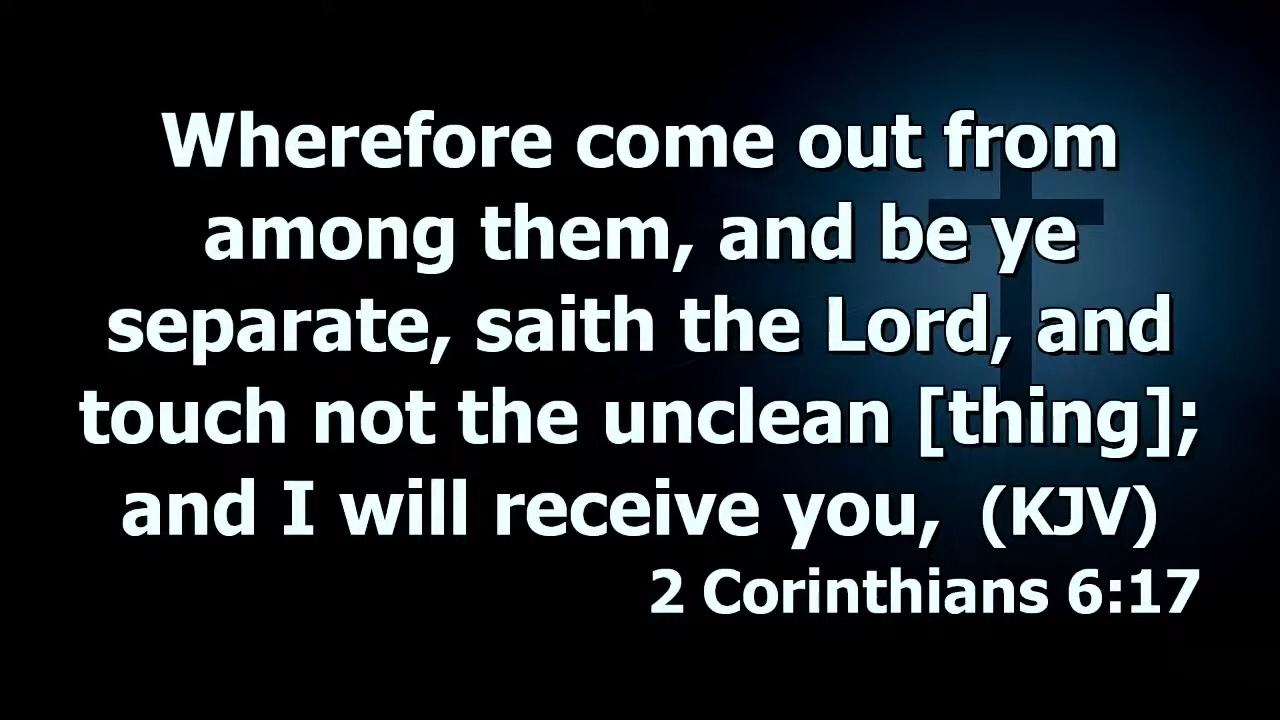 Wherefore come out from
among them, and be ye
separate, saith the Lord, and
touch not the unclean [thing];
and I will receive you,  (KJV)
2 Corinthians 6:17